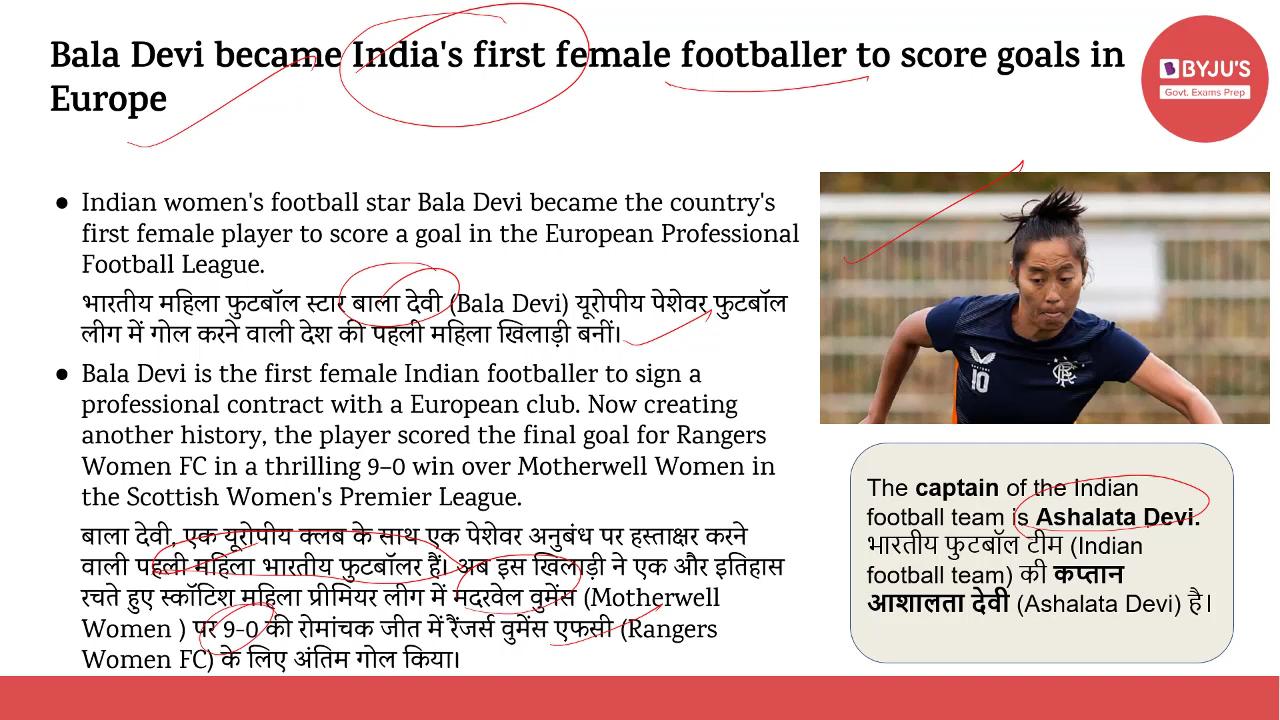 Bala Devi became India's first female footballer to score goals in
Europe
BYJU'S
Govt. Exams Prep
● Indian women's football star Bala Devi became the country's
first female player to score a goal in the European Professional
Football League.
भारतीय महिला फुटबॉल स्टार बाला देवी (Bala Devi) यूरोपीय पेशेवर फुटबॉल
लीग में गोल करने वाली देश की पहली महिला खिलाड़ी बनीं।
● Bala Devi is the first female Indian footballer to sign a
professional contract with a European club. Now creating
another history, the player scored the final goal for Rangers
Women FC in a thrilling 9–0 win over Motherwell Women in
the Scottish Women's Premier League.
बाला देवी, एक यूरोपीय क्लब के साथ एक पेशेवर अनुबंध पर हस्ताक्षर करने
वाली पहली महिला भारतीय फुटबॉलर हैं। अब इस खिलाड़ी ने एक और इतिहास
रचते हुए स्कॉटिश महिला प्रीमियर लीग में मदरवेल वुमेंस (Motherwell
Women ) पर 9-0 की रोमांचक जीत में रैंजर्स वुमेंस एफसी (Rangers
Women FC) के लिए अंतिम गोल किया।
10
The captain of the Indian
football team is Ashalata Devi.
भारतीय फुटबॉल टीम (Indian
football team) की कप्तान
आशालता देवी (Ashalata Devi) है।